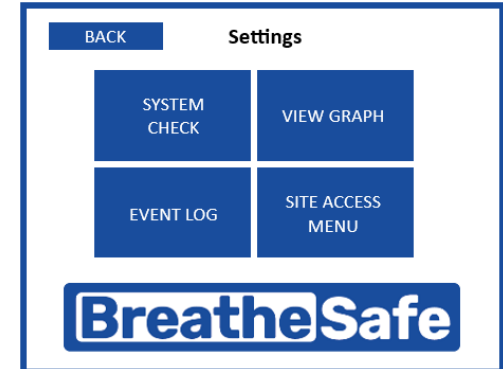 BACK
Settings
SYSTEM
CHECK
VIEW GRAPH
EVENT LOG
SITE ACCESS
MENU
BreatheSafe